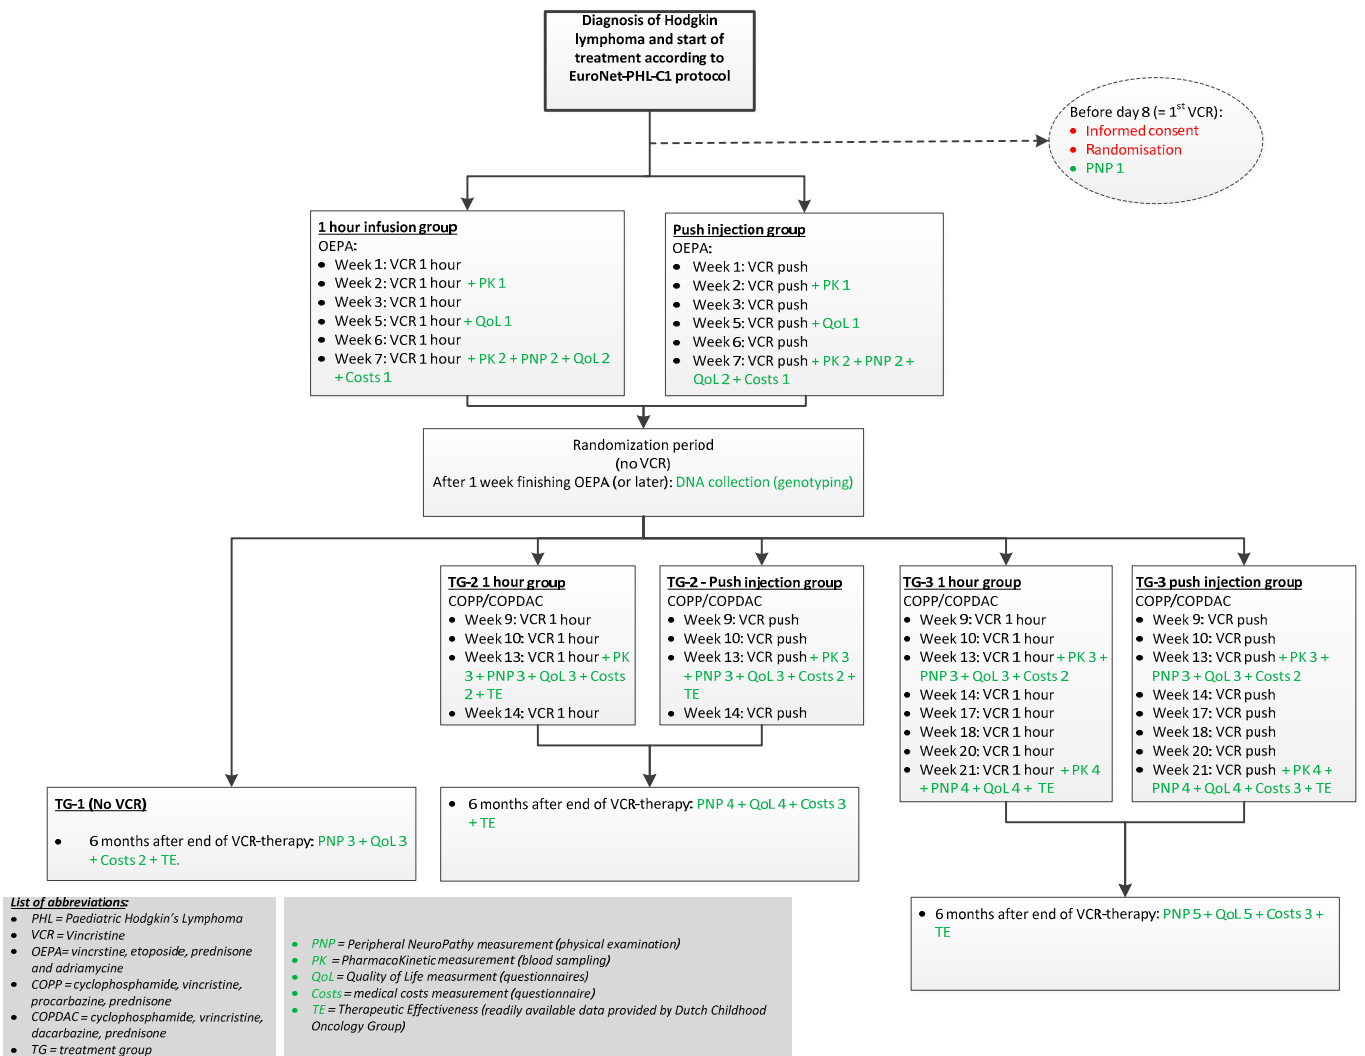 Diagnosis of Hodgkin
lymphoma and start of
treatment according to
EuroNet-PHL-C1 protocol
Before day 8 (= 1st VCR):
• Informed consent
• Randomisation
• PNP 1
1 hour infusion group
OEPA:
• Week 1: VCR 1 hour
• Week 2: VCR 1 hour + PK 1
• Week 3: VCR 1 hour
• Week 5: VCR 1 hour + QoL 1
• Week 6: VCR 1 hour
• Week 7: VCR 1 hour + PK 2 + PNP 2 + QoL 2
+ Costs 1
Push injection group
OEPA:
• Week 1: VCR push
• Week 2: VCR push + PK 1
• Week 3: VCR push
• Week 5: VCR push + QoL 1
• Week 6: VCR push
• Week 7: VCR push + PK 2 + PNP 2 +
QoL 2 + Costs 1
Randomization period
(no VCR)
After 1 week finishing OEPA (or later): DNA collection (genotyping)
TG-2 1 hour group
COPP/COPDAC
• Week 9: VCR 1 hour
• Week 10: VCR 1 hour
• Week 13: VCR 1 hour + PK
3 + PNP 3 + QoL 3 + Costs
2 + TE
• Week 14: VCR 1 hour
TG-2 - Push injection group
COPP/COPDAC
• Week 9: VCR push
• Week 10: VCR push
• Week 13: VCR push + PK 3
+ PNP 3 + QoL 3 + Costs 2 +
TE
• Week 14: VCR push
TG-3 1 hour group
COPP/COPDAC
• Week 9: VCR 1 hour
• Week 10: VCR 1 hour
• Week 13: VCR 1 hour + PK 3 +
PNP 3 + QoL 3 + Costs 2
• Week 14: VCR 1 hour
• Week 17: VCR 1 hour
• Week 18: VCR 1 hour
• Week 20: VCR 1 hour
• Week 21: VCR 1 hour + PK 4
+ PNP 4 + QoL 4 + TE
TG-3 push injection group
COPP/COPDAC
• Week 9: VCR push
• Week 10: VCR push
• Week 13: VCR push + PK 3 +
PNP 3 + QoL 3 + Costs 2
• Week 14: VCR push
• Week 17: VCR push
• Week 18: VCR push
• Week 20: VCR push
• Week 21: VCR push + PK 4 +
PNP 4 + QoL 4 + Costs 3 + TE
TG-1 (No VCR)
• 6 months after end of VCR-therapy: PNP 3 + QoL 3
+ Costs 2 + TE.
• 6 months after end of VCR-therapy: PNP 4 + QoL 4 + Costs 3
+ TE
• 6 months after end of VCR-therapy: PNP 5 + QoL 5 + Costs 3 +
TE
List of abbreviations:
• PHL = Paediatric Hodgkin's Lymphoma
• VCR = Vincristine
• OEPA= vincrstine, etoposide, prednisone
and adriamycine
• COPP = cyclophosphamide, vincristine,
procarbazine, prednisone
• COPDAC = cyclophosphamide, vrincristine,
dacarbazine, prednisone
• TG = treatment group
• PNP = Peripheral NeuroPathy measurement (physical examination)
• PK = PharmacoKinetic measurement (blood sampling)
• QoL = Quality of Life measurment (questionnaires)
• Costs = medical costs measurement (questionnaire)
• TE = Therapeutic Effectiveness (readily available data provided by Dutch Childhood
Oncology Group)